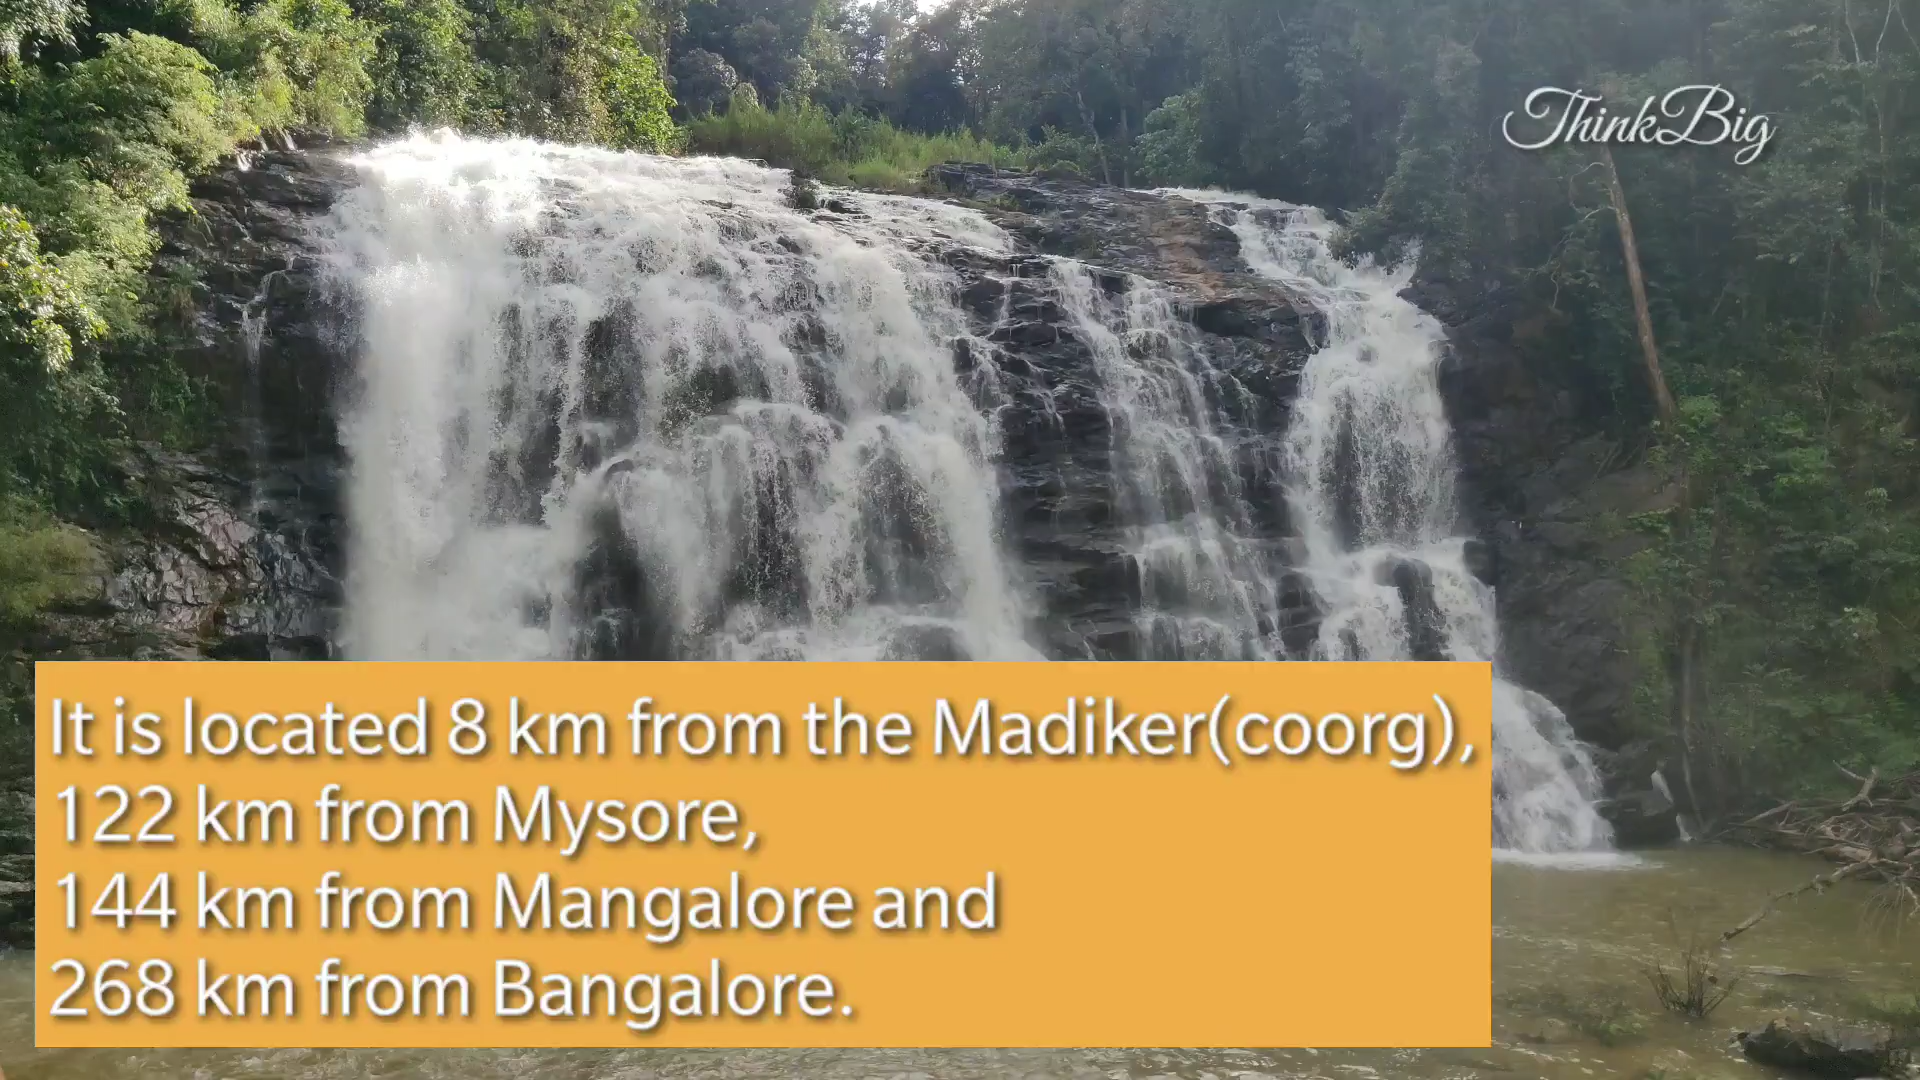 ThinkBig
It is located 8 km from the Madiker(coorg),
122 km from Mysore,
144 km from Mangalore and
268 km from Bangalore.